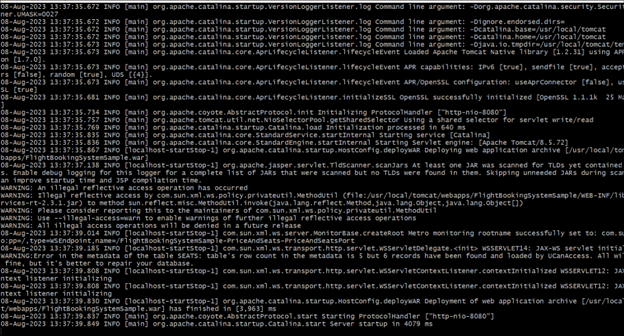 08-Aug-2023 13:37:35.672 INFO [main] org.apache.catalina.startup.VersionLoggerListener.log Command line argument: -Dorg.apache.catalina.security.Securi
ner.UMASK=0027
08-Aug-2023 13:37:35.672 INFO [main] org.apache.catalina.startup.VersionLoggerListener.log Command line argument: -Dignore.endorsed.dirs=
08-Aug-2023 13:37:35.672 INFO [main] org.apache.catalina.startup.VersionLoggerListener.log Command line argument: -Dcatalina.base=/usr/local/tomcat
08-Aug-2023 13:37:35.672 INFO [main] org.apache.catalina.startup.VersionLoggerListener.log Command line argument: -Dcatalina.home=/usr/local/tomcat
08-Aug-2023 13:37:35.673 INFO [main] org.apache.catalina.startup.VersionLoggerListener.log Command line argument: -Djava.io.tmpdir=/usr/local/tomcat/te
08-Aug-2023 13:37:35.673 INFO [main] org.apache.catalina.core.AprLifecycleListener.lifecycleEvent Loaded Apache Tomcat Native library [1.2.31] using APR
on [1.7.0].
08-Aug-2023 13:37:35.673 INFO [main] org.apache.catalina.core.AprLifecycleListener.lifecycleEvent APR capabilities: IPv6 [true], sendfile [true], accept
rs [false], random [true], UDS [{4}].
08-Aug-2023 13:37:35.673 INFO [main] org.apache.catalina.core.AprLifecycleListener.lifecycleEvent APR/OpenSSL configuration: useAprConnector [false], us
SL [true]
08-Aug-2023 13:37:35.681 INFO [main] org.apache.catalina.core.AprLifecycleListener.initializeSSL OpenSSL successfully initialized [OpenSSL 1.1.1k 25 Ma
]
08-Aug-2023 13:37:35.734 INFO [main] org.apache.coyote.AbstractProtocol.init Initializing ProtocolHandler ["http-nio-8080"]
08-Aug-2023 13:37:35.757 INFO [main] org.apache.tomcat.util.net.NioSelectorPool.getSharedSelector Using a shared selector for servlet write/read
08-Aug-2023 13:37:35.769 INFO [main] org.apache.catalina.startup.Catalina.load Initialization processed in 640 ms
08-Aug-2023 13:37:35.835 INFO [main] org.apache.catalina.core.StandardService.startInternal Starting service [Catalina]
08-Aug-2023 13:37:35.836 INFO [main] org.apache.catalina.core.StandardEngine.startInternal Starting Servlet engine: [Apache Tomcat/8.5.72]
08-Aug-2023 13:37:35.867 INFO [localhost-startStop-1] org.apache.catalina.startup.HostConfig.deployWAR Deploying web application archive [/usr/local/tom
bapps/FlightBookingSystemSample.war]
08-Aug-2023 13:37:37.138 INFO [localhost-startStop-1] org.apache.jasper.servlet.TldScanner.scanJars At least one JAR was scanned for TLDs yet contained
s. Enable debug logging for this logger for a complete list of JARs that were scanned but no TLDs were found in them. Skipping unneeded JARs during scan
an improve startup time and JSP compilation time.
WARNING: An illegal reflective access operation has occurred
WARNING: Illegal reflective access by com.sun.xml.ws.policy.privateutil.MethodUtil (file:/usr/local/tomcat/webapps/FlightBookingSystemSample/WEB-INF/lib
rvices-rt-2.3.1.jar) to method sun.reflect.misc.MethodUtil.invoke(java.lang.reflect.Method,java.lang.Object,java.lang.Object[])
WARNING: Please consider reporting this to the maintainers of com.sun.xml.ws.policy.privateutil.MethodUtil
WARNING: Use --illegal-access=warn to enable warnings of further illegal reflective access operations
WARNING: All illegal access operations will be denied in a future release
08-Aug-2023 13:37:39.014 INFO [localhost-startStop-1] com.sun.xml.ws.server.MonitorBase.createRoot Metro monitoring rootname successfully set to: com.su
,type=WSEndpoint,name=/FlightBookingSystemSample-PriceAndSeats-PriceAndSeatsPort
08-Aug-2023 13:37:39.185 INFO [localhost-startStop-1] com.sun.xml.ws.transport.http.servlet.WSServletDelegate.<init> WSSERVLET14: JAX-WS servlet initial
WARNING:Error in the metadata of the table SEATS: table's row count in the metadata is 5 but 6 records have been found and loaded by UCanAccess. All wil
fine, but it's better to repair your database.
08-Aug-2023 13:37:39.808 INFO [localhost-startStop-1] com.sun.xml.ws.transport.http.servlet.WSServletContextListener.contextInitialized WSSERVLET12: JAX
ntext listener initializing
08-Aug-2023 13:37:39.808 INFO [localhost-startStop-1] com.sun.xml.ws.transport.http.servlet.WSServletContextListener.contextInitialized WSSERVLET12: JAX
ntext listener initializing
08-Aug-2023 13:37:39.830 INFO [localhost-startStop-1] org.apache.catalina.startup.HostConfig.deployWAR Deployment of web application archive [/usr/local
t/webapps/FlightBookingSystemSample.war] has finished in [3,963] ms
08-Aug-2023 13:37:39.837 INFO [main] org.apache.coyote.AbstractProtocol.start Starting ProtocolHandler ["http-nio-8080"]
08-Aug-2023 13:37:39.849 INFO [main] org.apache.catalina.startup.Catalina.start Server startup in 4079 ms